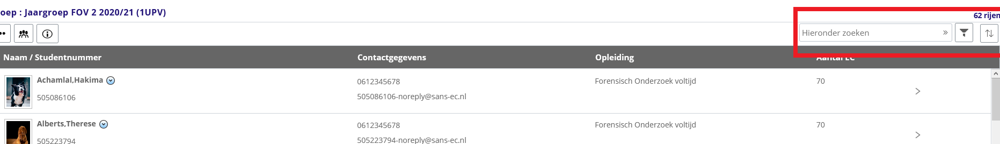 oep : Jaargroep FOV 2 2020/21 (1UPV)
62 rijen
Hieronder zoeken »
Naam / Studentnummer Contactgegevens Opleiding Aantal EC
Achamlal,Hakima 0612345678 Forensisch Onderzoek voltijd 70
505086106 505086106-noreply@sans-ec.nl
Alberts,Therese 0612345678 Forensisch Onderzoek voltijd 70
505223794 505223794-noreply@sans-ec.nl